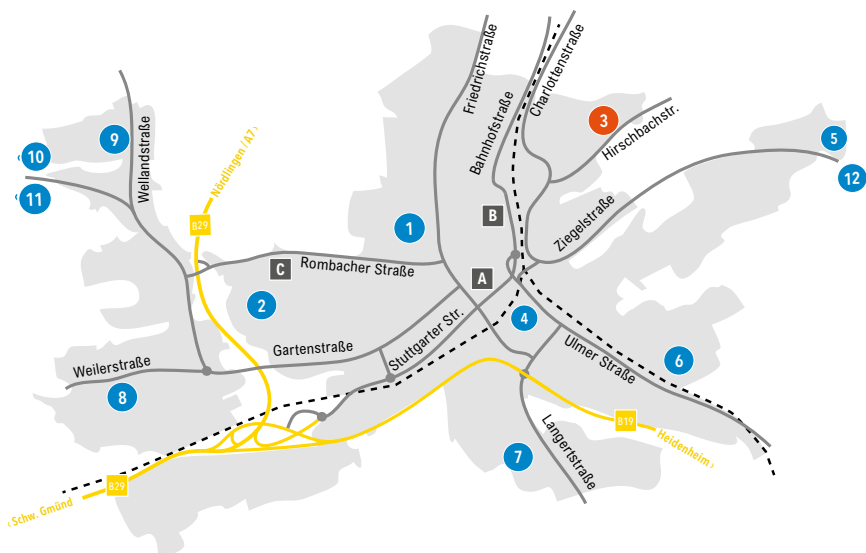 Friedrichstraße
Bahnhofstraße
Charlottenstraße
3
Hirschbachstr.
5
9
Wellandstraße
10
Nördlingen /A7›
12
11
1
B
Ziegelstraße
B29
C
Rombacher Straße
A
2
4
Stuttgarter Str.
Gartenstraße
Ulmer Straße
6
Weilerstraße
8
B19
Heidenheim›
7
Langertstraße
B29
‹ Schw. Gmünd